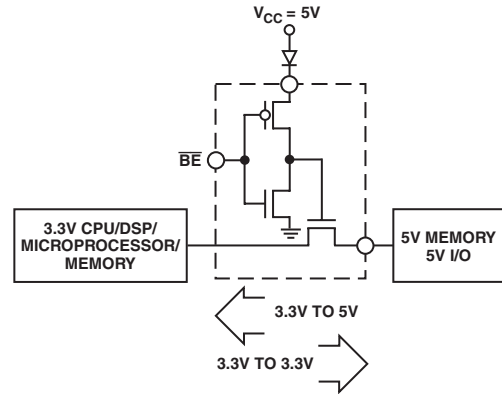 VCC = 5V
BE
3.3V CPU/DSP/
MICROPROCESSOR/
MEMORY
5V MEMORY
5V I/O
3.3V TO 5V
3.3V TO 3.3V